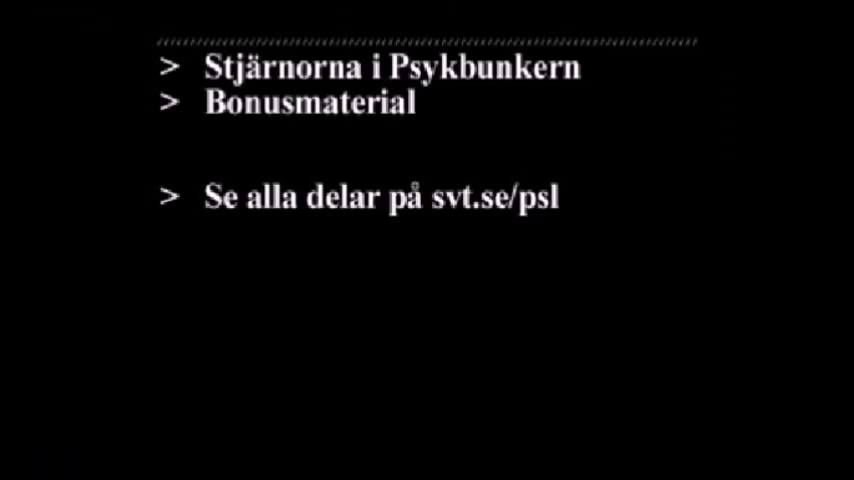 > Stjärnorna i Psykbunkern
> Bonusmaterial
> Se alla delar på svt.se/psl